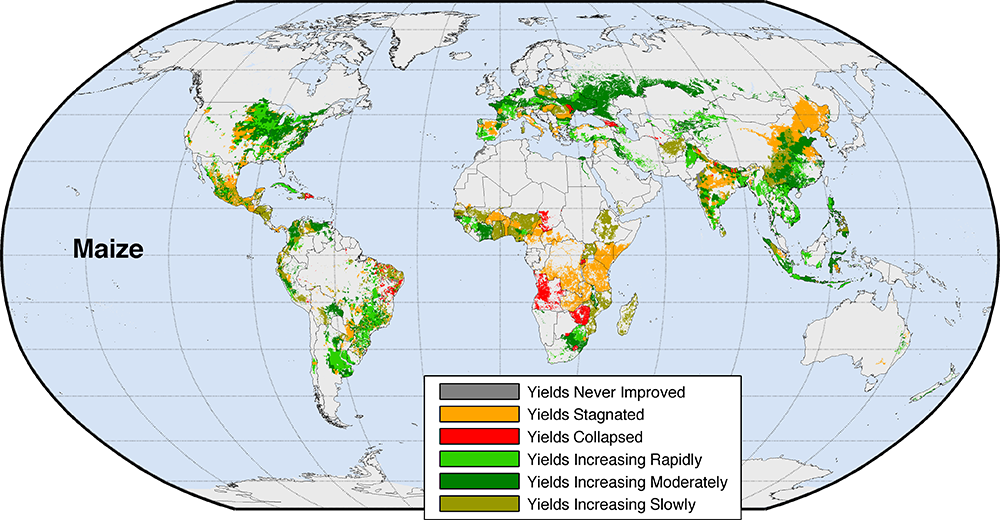 Maize
Yields Never Improved
Yields Stagnated
Yields Collapsed
Yields Increasing Rapidly
Yields Increasing Moderately
Yields Increasing Slowly